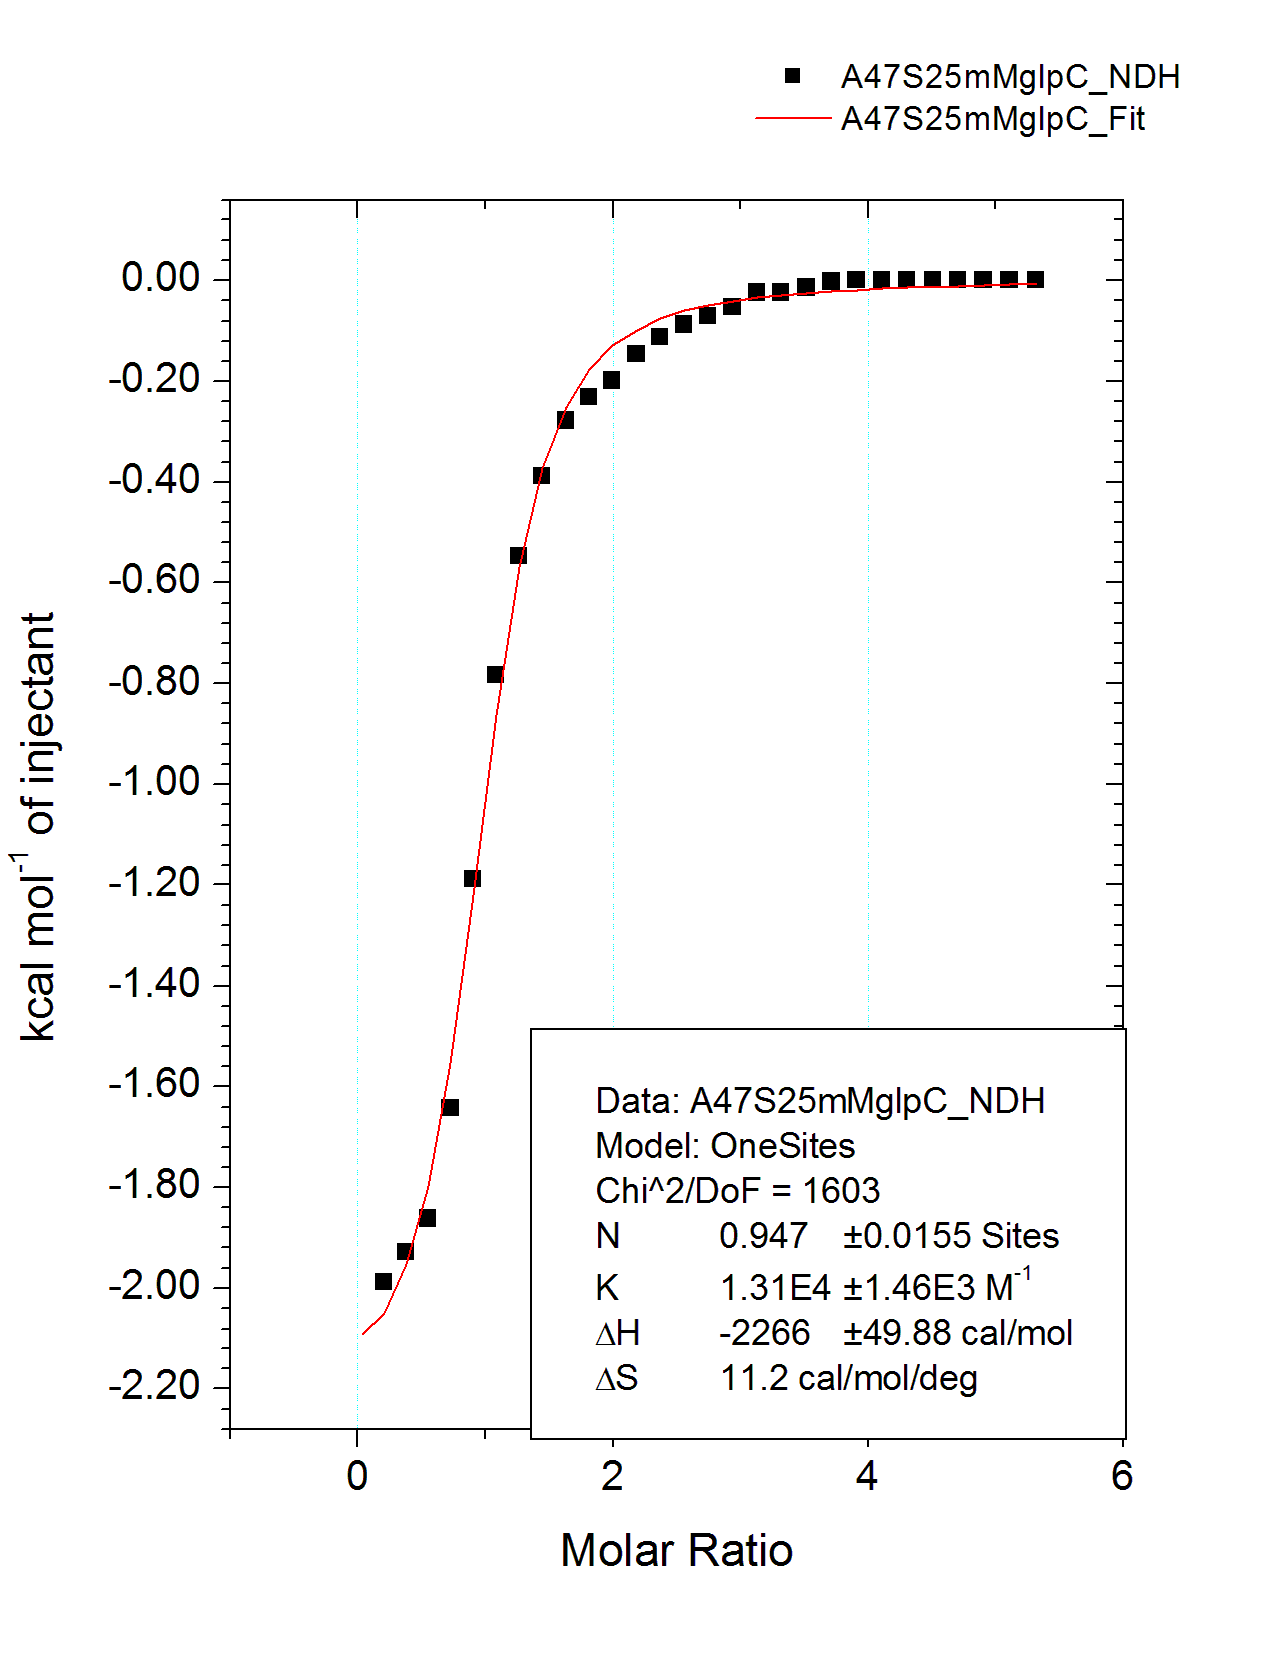 A47S25mMglpC_NDH
A47S25mMglpC_Fit
0.00
-0.20
-0.40
-0.60
-0.80
-1.00
-1.20
-1.40
-1.60
-1.80
-2.00
-2.20
kcal mol⁻¹ of injectant
Data: A47S25mMglpC_NDH
Model: OneSites
Chi^2/DoF = 1603
N 0.947 ±0.0155 Sites
K 1.31E4 ±1.46E3 M⁻¹
ΔH -2266 ±49.88 cal/mol
ΔS 11.2 cal/mol/deg
0 2 4 6
Molar Ratio